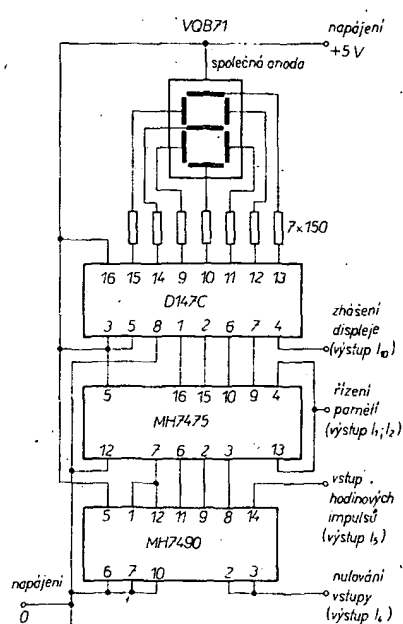 VQB71
napájení
+5 V
společná anoda
7×150
16 15 14 9 10 11 12 13
D147C
3 5 8 1 2 6 7 4
zhášení
displeje
(výstup I10)
5 16 15 10 9 4
MH7475
12 7 6 2 3 13
řízení
pamětí
(výstup I1; I2)
5 1 12 11 9 8 14
MH7490
6 7 10 2 3
vstup
hodinových
impulsů
(výstup I5)
napájení
0
nulování
vstupy
(výstup I4)